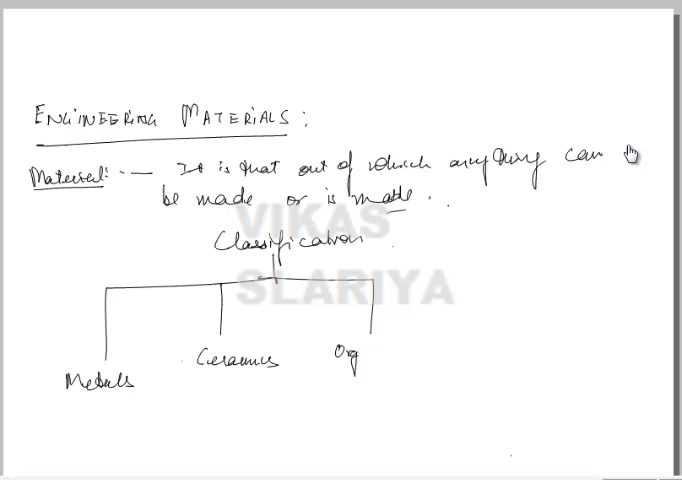 ENGINEERING MATERIALS :
Material: - — It is that out of which anything can
be made or is made .
VIKAS
Classification
SLARIYA
Metals Ceramics Org